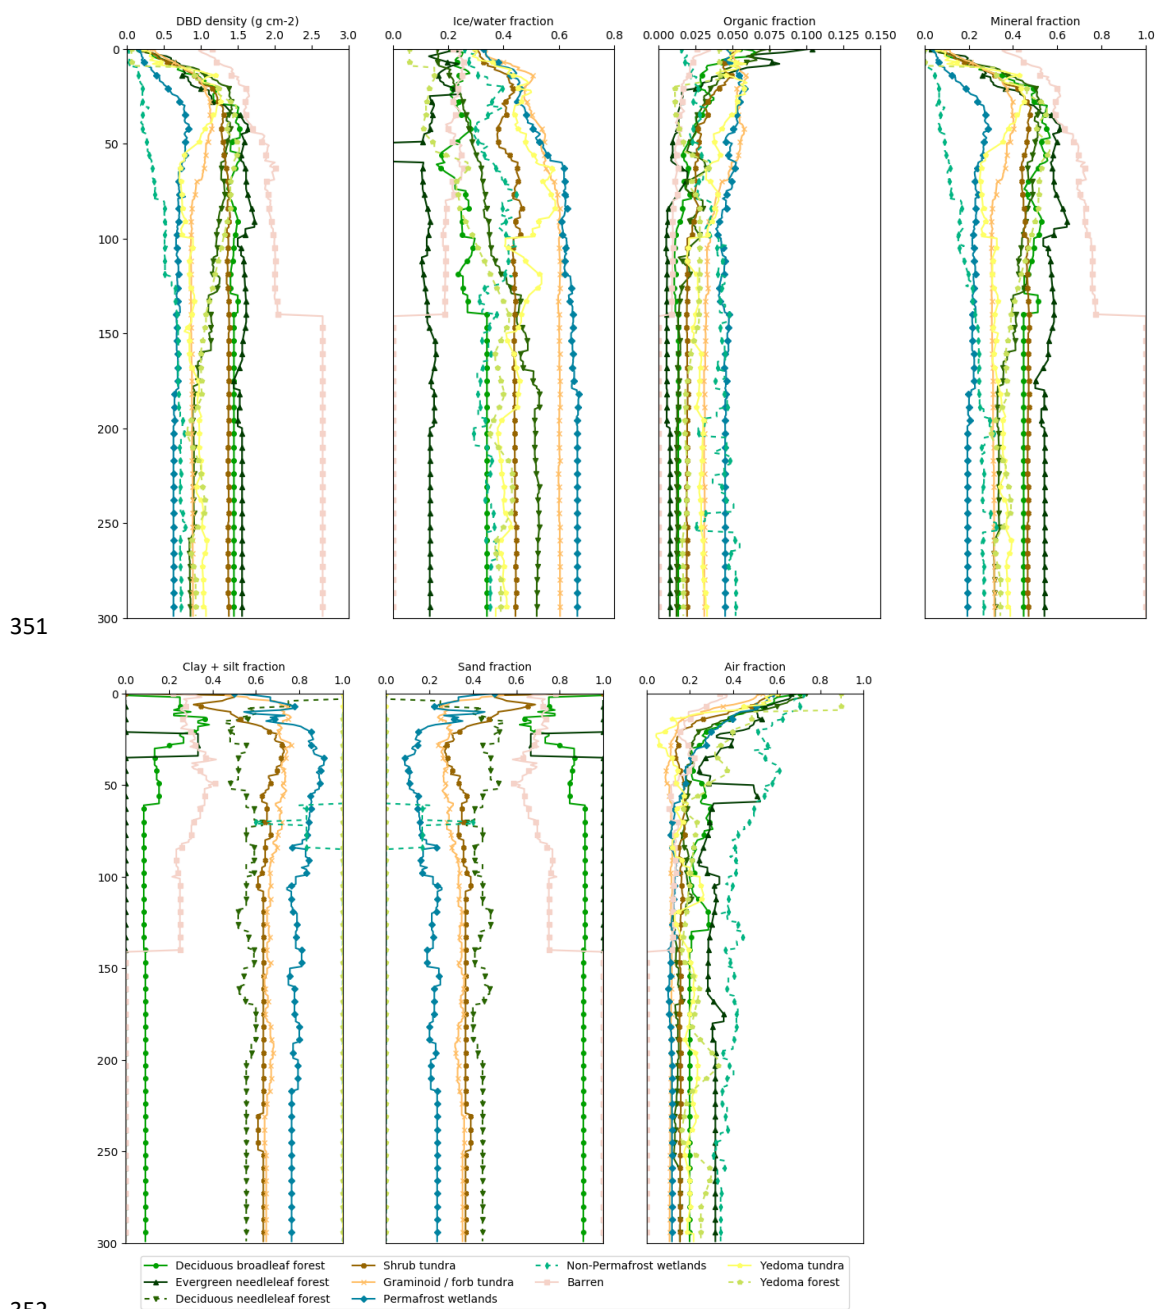 DBD density (g cm-2) Ice/water fraction Organic fraction Mineral fraction
0.0 0.5 1.0 1.5 2.0 2.5 3.0 0.0 0.2 0.4 0.6 0.8 0.000 0.025 0.050 0.075 0.100 0.125 0.150 0.0 0.2 0.4 0.6 0.8 1.0
0
50
100
150
200
250
300
351
Clay + silt fraction Sand fraction Air fraction
0.0 0.2 0.4 0.6 0.8 1.0 0.0 0.2 0.4 0.6 0.8 1.0 0.0 0.2 0.4 0.6 0.8 1.0
0
50
100
150
200
250
300
Deciduous broadleaf forest Shrub tundra Non-Permafrost wetlands Yedoma tundra
Evergreen needleleaf forest Graminoid / forb tundra Barren Yedoma forest
Deciduous needleleaf forest Permafrost wetlands
352